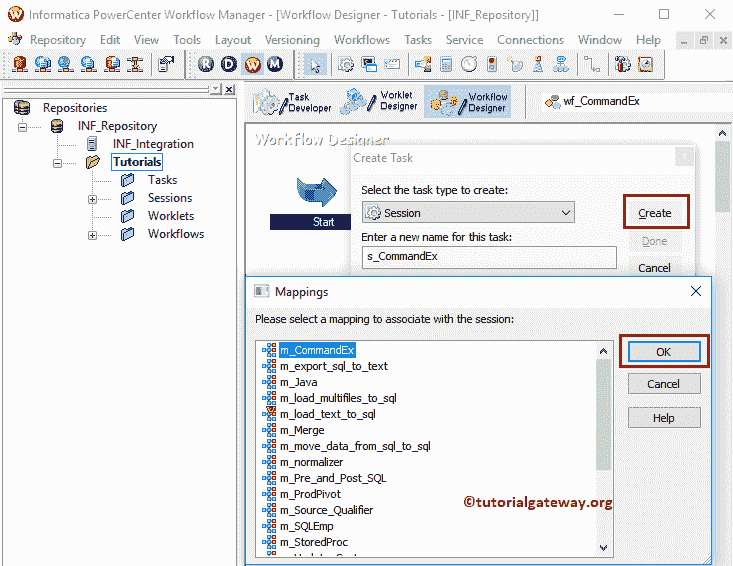 Informatica PowerCenter Workflow Manager - [Workflow Designer - Tutorials - [INF_Repository]]
Repository Edit View Tools Layout Versioning Workflows Tasks Service Connections Window Help
R D W M
Task Developer
Worklet Designer
Workflow Designer
wf_CommandEx
Repositories
INF_Repository
INF_Integration
Tutorials
Tasks
Sessions
Worklets
Workflows
Workflow Designer
Start
Create Task
Select the task type to create:
Session
Create
Enter a new name for this task:
Done
s_CommandEx
Cancel
Mappings
Please select a mapping to associate with the session:
m_CommandEx
m_export_sql_to_text
m_Java
m_load_multifiles_to_sql
m_load_text_to_sql
m_Merge
m_move_data_from_sql_to_sql
m_normalizer
m_Pre_and_Post_SQL
m_ProdPivot
m_Source_Qualifier
m_SQLEmp
m_StoredProc
OK
Cancel
Help
©tutorialgateway.org